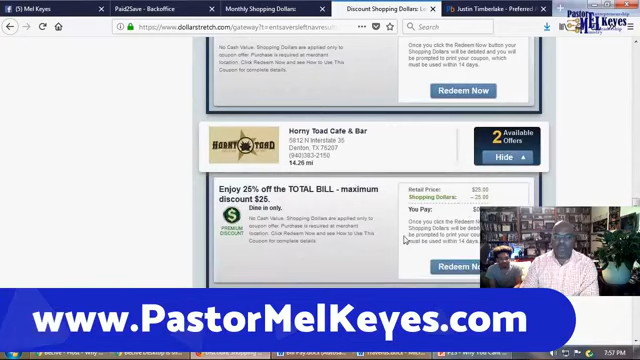 (f) Mel Keyes
Paid2Save - Backoffice
Monthly Shopping Dollars:
Discount Shopping Dollars: Lo
Justin Timberlake - Preferred
https://www.dollarstretch.com/gateway?t=entsaversleftnavresult
Search
Pastor
Mel Keyes
No Cash Value. Shopping Dollars are applied only to
coupon offer. Purchase is required at merchant
location. Click Redeem Now and see How to Use This
Coupon for complete details.
Once you click the Redeem Now button your
Shopping Dollars will be debited and you will
be prompted to print your coupon, which
must be used within 14 days.
Redeem Now
HORNY TOAD
Horny Toad Cafe & Bar
5812 N Interstate 35
Denton, TX 76207
(940)383-2150
14.26 mi
2 Available
Offers
Hide
Enjoy 25% off the TOTAL BILL - maximum
discount $25.
Dine in only.
PREMIUM
DISCOUNT
No Cash Value. Shopping Dollars are applied only to
coupon offer. Purchase is required at merchant
location. Click Redeem Now and see How to Use This
Coupon for complete details.
Retail Price: $25.00
Shopping Dollars: - 25.00
You Pay:
Once you click the Redeem
Shopping Dollars will be de
be prompted to print your c
must be used within 14 day
Redeem No
www.PastorMelKeyes.com
7:57 PM